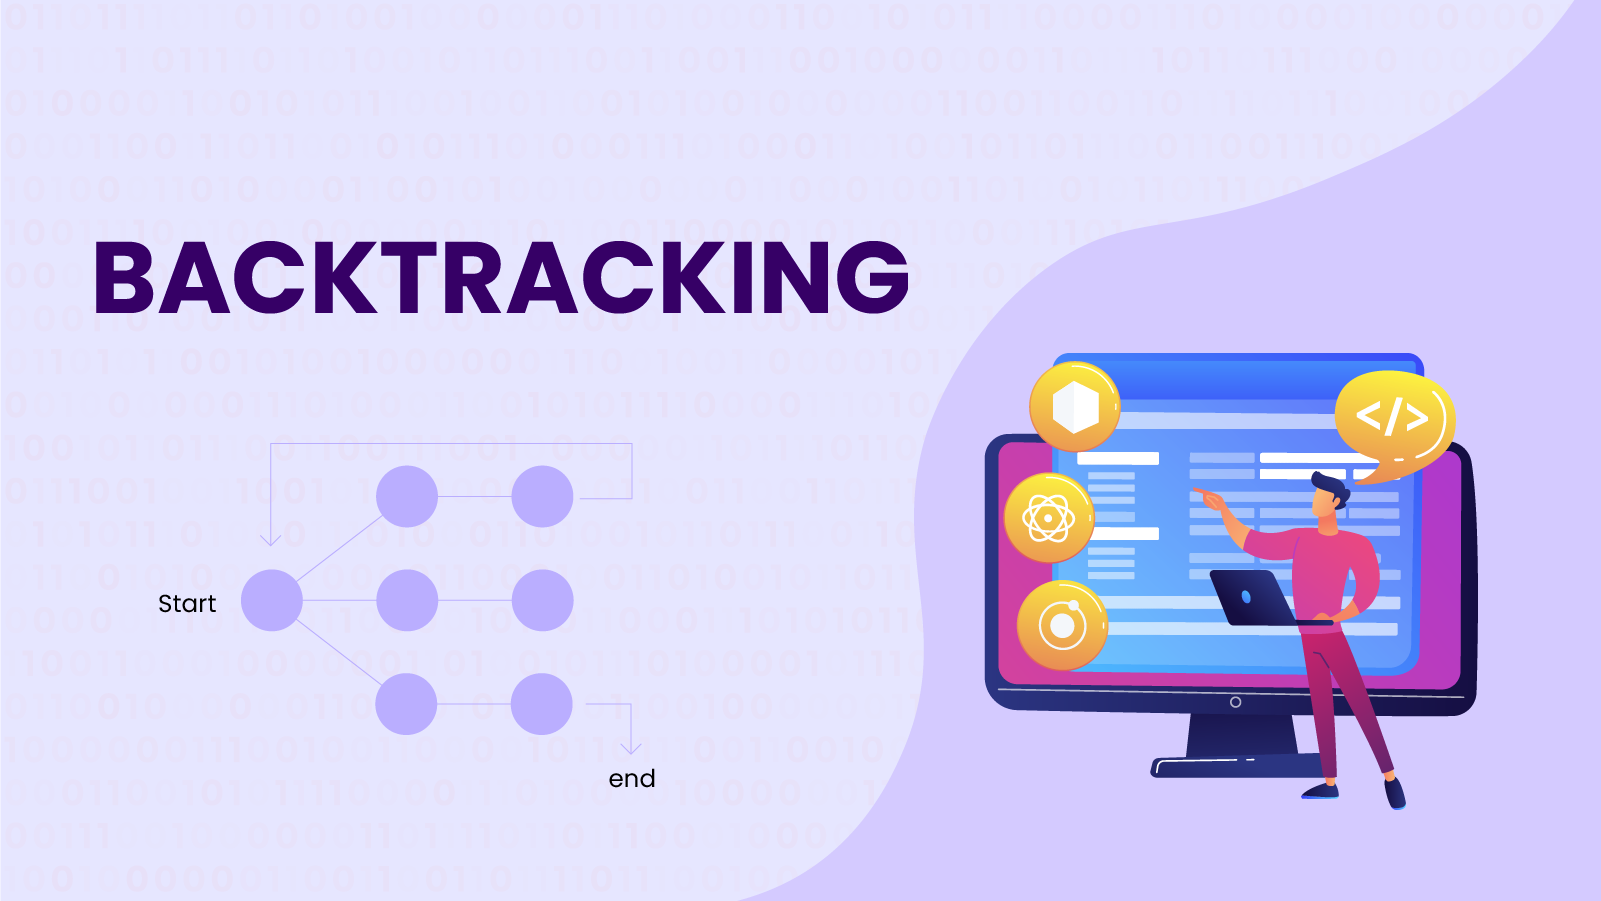 BACKTRACKING
</>
Start
end